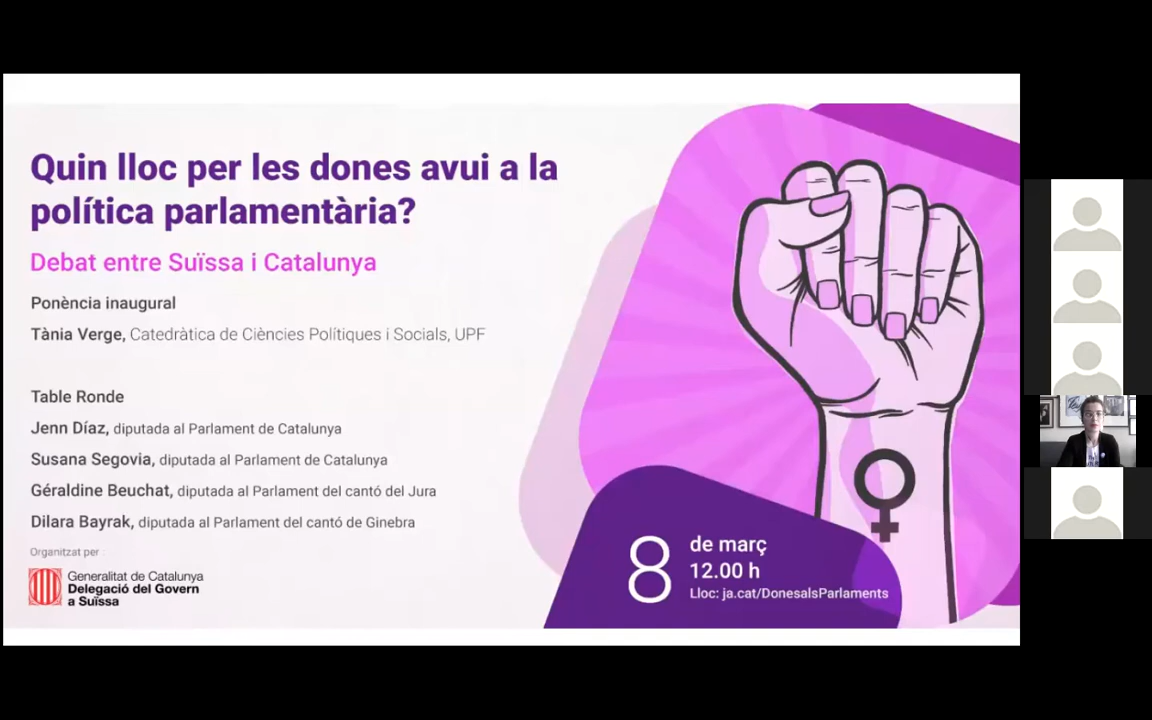 Quin lloc per les dones avui a la
política parlamentària?
Debat entre Suïssa i Catalunya
Ponència inaugural
Tània Verge, Catedràtica de Ciències Polítiques i Socials, UPF
Table Ronde
Jenn Díaz, diputada al Parlament de Catalunya
Susana Segovia, diputada al Parlament de Catalunya
Géraldine Beuchat, diputada al Parlament del cantó del Jura
Dilara Bayrak, diputada al Parlament del cantó de Ginebra
Organitzat per
Generalitat de Catalunya
Delegació del Govern
a Suïssa
8 de març
12.00 h
Lloc: ja.cat/DonesalsParlaments